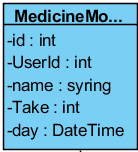 MedicineMo...
-id : int
-UserId : int
-name : syring
-Take : int
-day : DateTime